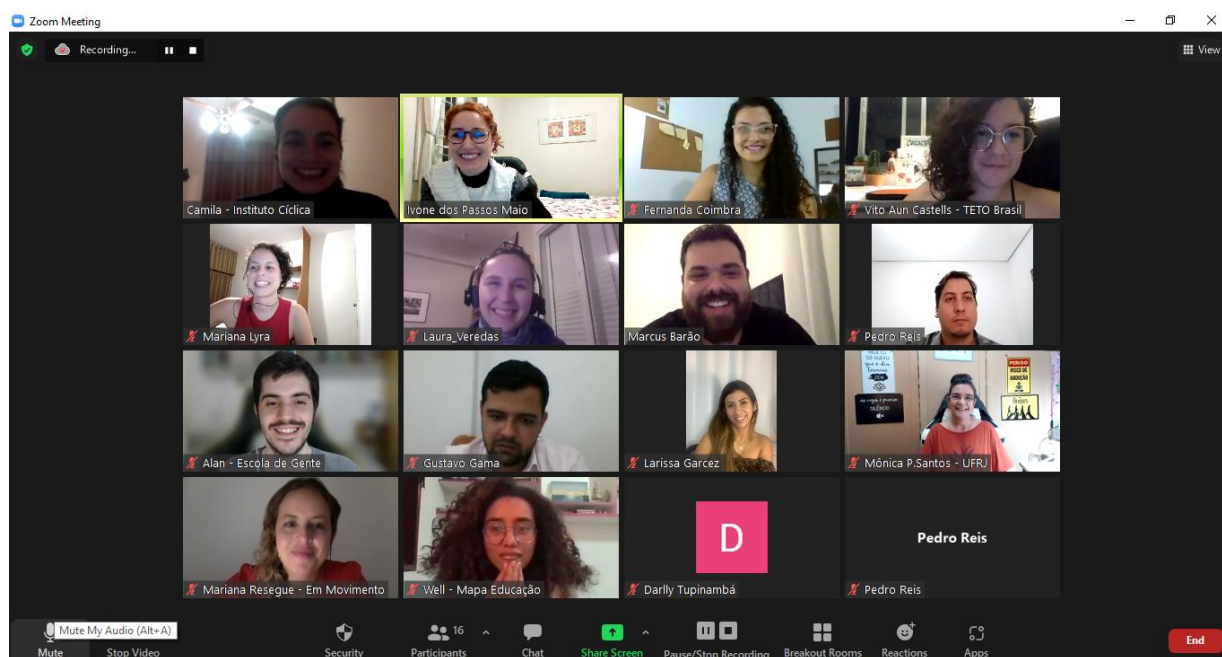 Zoom Meeting
Recording...
View
Camila - Instituto Cíclica
Ivone dos Passos Maio
Fernanda Coimbra
Vito Aun Castells - TETO Brasil
Mariana Lyra
Laura_Veredas
Marcus Barão
Pedro Reis
Alan - Escola de Gente
Gustavo Gama
Larissa Garcez
PERIGO
RISCO DE
Mônica P.Santos - UFRJ
Mariana Resegue - Em Movimento
Well - Mapa Educação
D
Darlly Tupinambá
Pedro Reis
Pedro Reis
Mute My Audio (Alt+A)
16
Mute
Stop Video
Security
Participants
Chat
Share Screen
Pause/Stop Recording
Breakout Rooms
Reactions
Apps
End